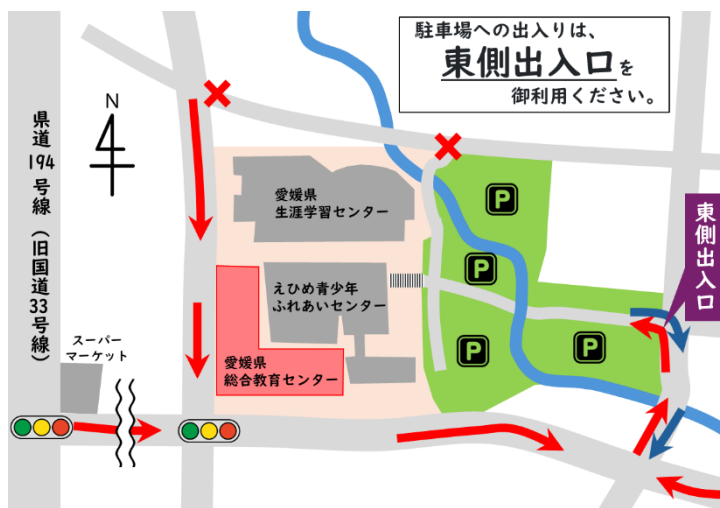 駐車場への出入りは、
東側出入口を
御利用ください。
N
県道194号線（旧国道33号線）
愛媛県
生涯学習センター
P
東側出入口
P
えひめ青少年
ふれあいセンター
スーパー
マーケット
P
P
愛媛県
総合教育センター